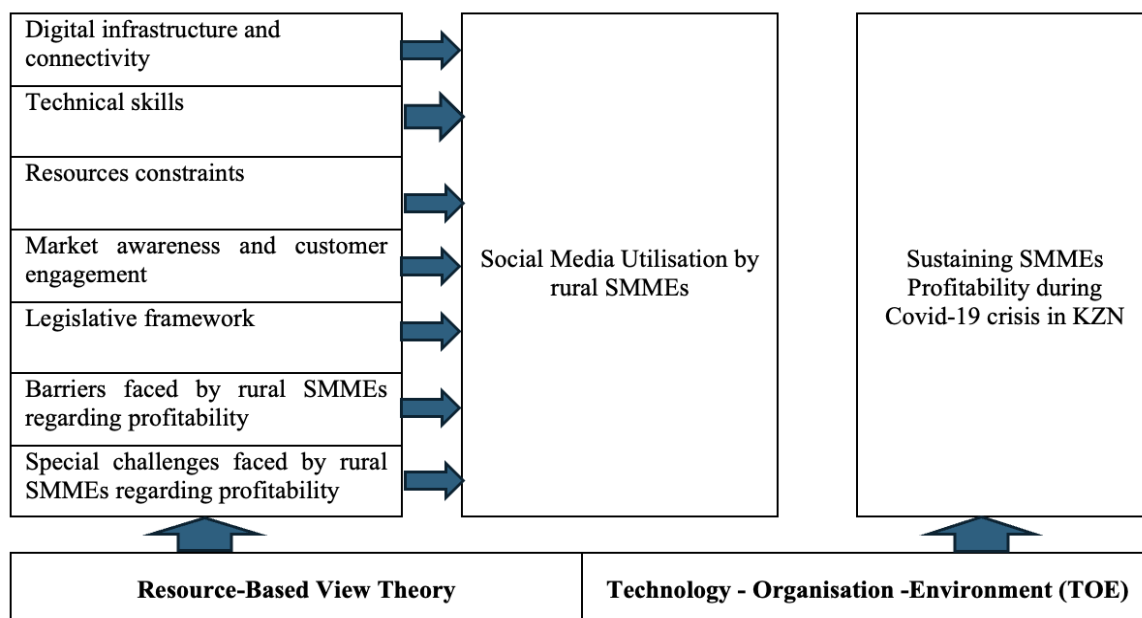 Digital infrastructure and
connectivity
Technical skills
Resources constraints
Market awareness and customer
engagement
Legislative framework
Barriers faced by rural SMMEs
regarding profitability
Special challenges faced by rural
SMMEs regarding profitability
Social Media Utilisation by
rural SMMEs
Sustaining SMMEs
Profitability during
Covid-19 crisis in KZN
Resource-Based View Theory
Technology - Organisation -Environment (TOE)